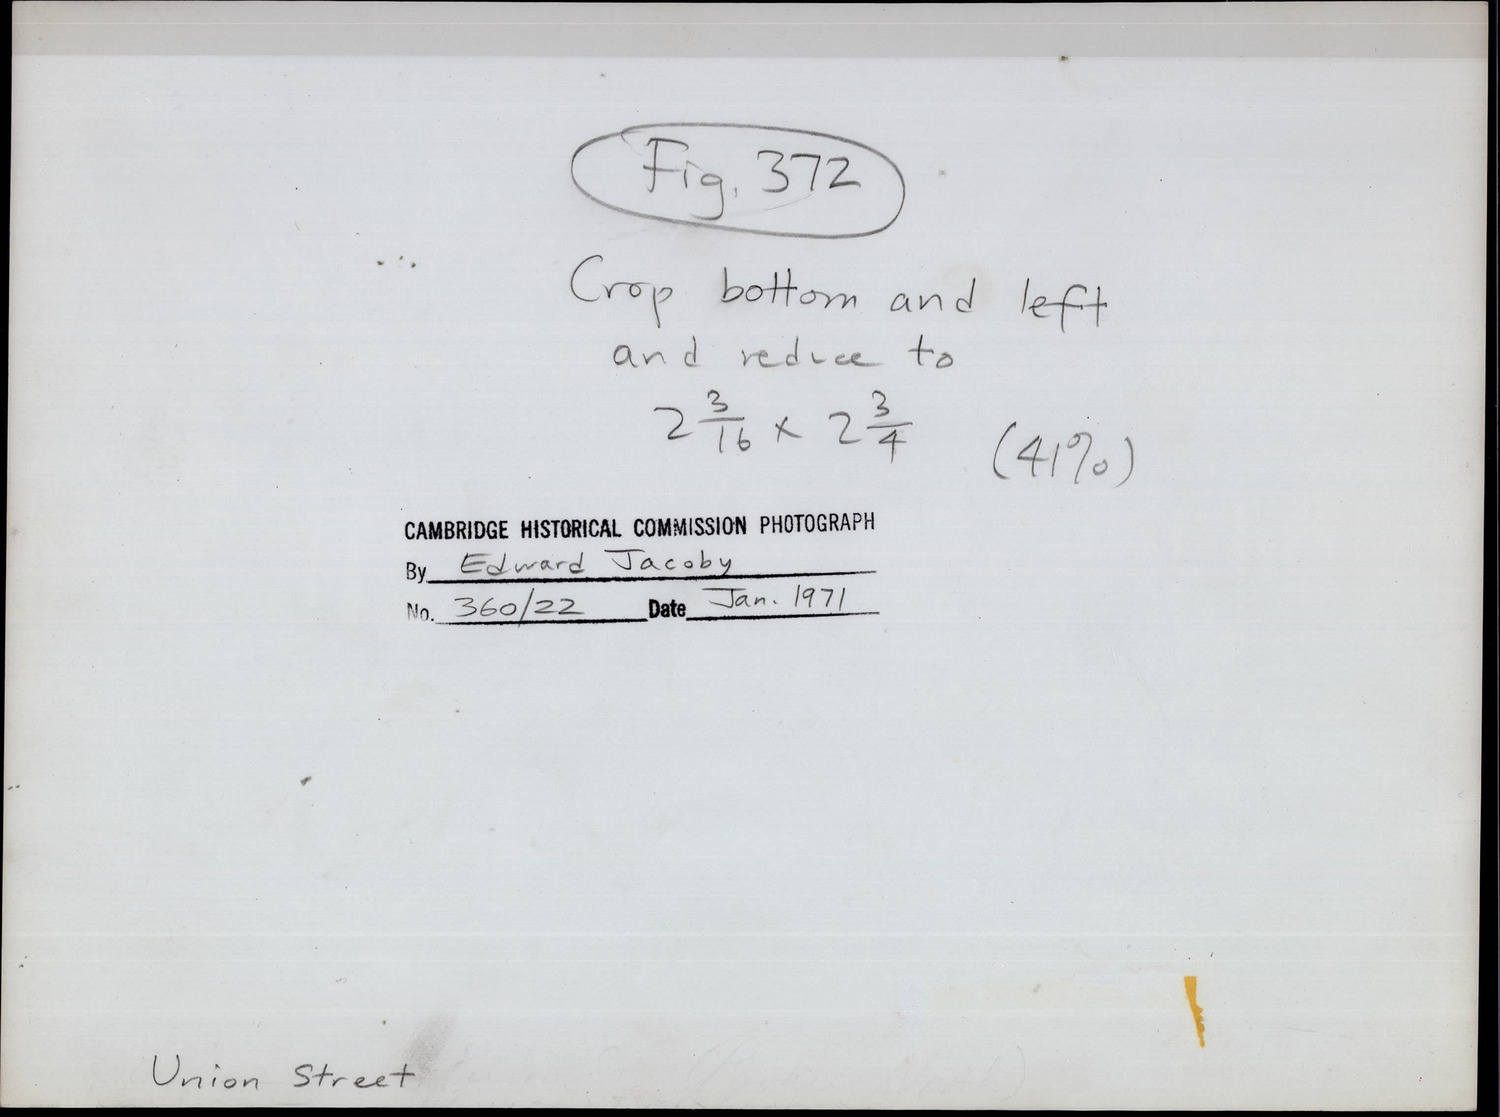 Fig. 372
Crop bottom and left
and reduce to
2 3/16 x 2 3/4 (41%)
CAMBRIDGE HISTORICAL COMMISSION PHOTOGRAPH
By Edward Jacoby
No. 360/22 Date Jan. 1971
Union Street